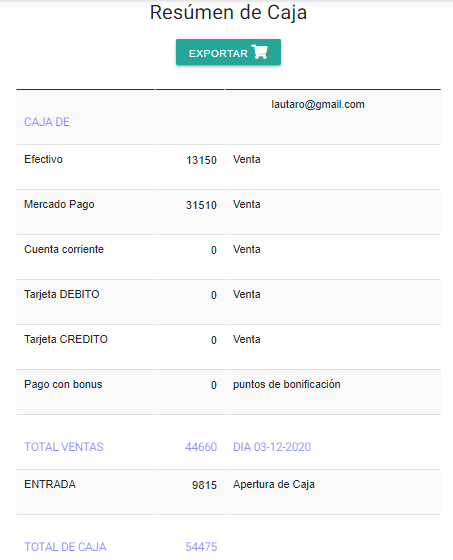 Resúmen de Caja
EXPORTAR
lautaro@gmail.com
CAJA DE
Efectivo 13150 Venta
Mercado Pago 31510 Venta
Cuenta corriente 0 Venta
Tarjeta DEBITO 0 Venta
Tarjeta CREDITO 0 Venta
Pago con bonus 0 puntos de bonificación
TOTAL VENTAS 44660 DIA 03-12-2020
ENTRADA 9815 Apertura de Caja
TOTAL DE CAJA 54475